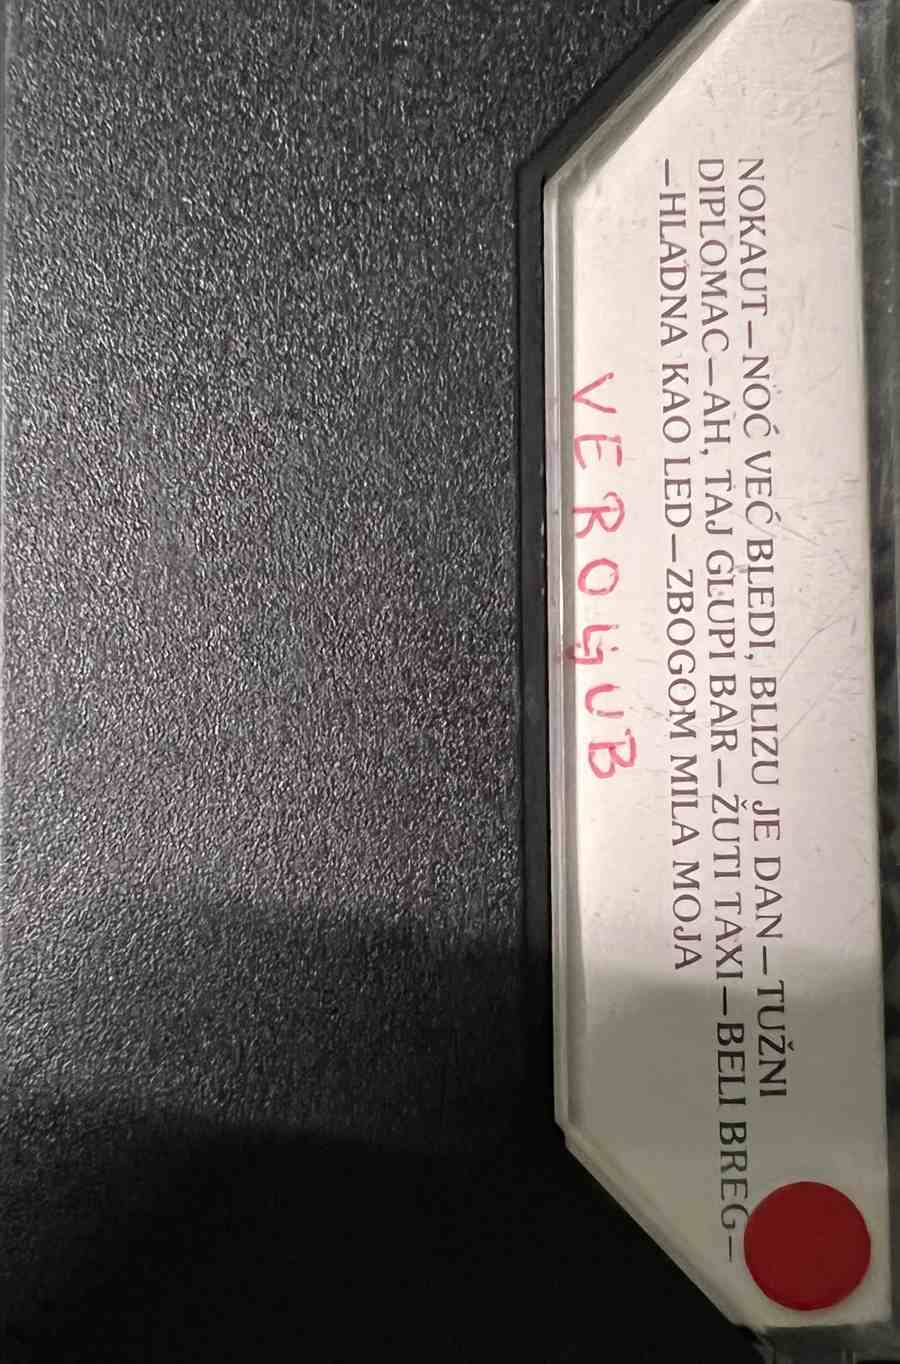 NOKAUT–NOĆ VEĆ BLEDI, BLIZU JE DAN–TUŽNI
DIPLOMAC–AH, TAJ GLUPI BAR–ŽUTI TAXI–BELI BREG–
–HLADNA KAO LED–ZBOGOM MILA MOJA
VEROLJUB